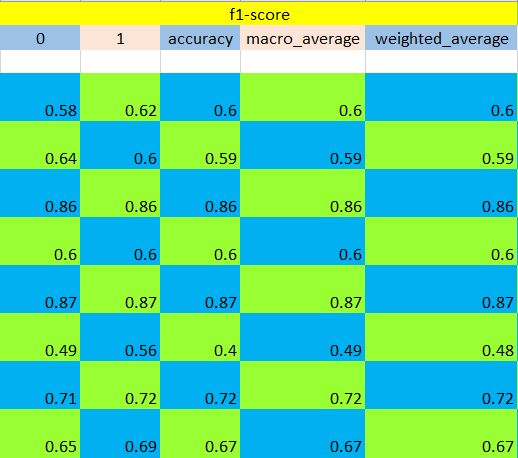 f1-score
0 1 accuracy macro_average weighted_average
0.58 0.62 0.6 0.6 0.6
0.64 0.6 0.59 0.59 0.59
0.86 0.86 0.86 0.86 0.86
0.6 0.6 0.6 0.6 0.6
0.87 0.87 0.87 0.87 0.87
0.49 0.56 0.4 0.49 0.48
0.71 0.72 0.72 0.72 0.72
0.65 0.69 0.67 0.67 0.67